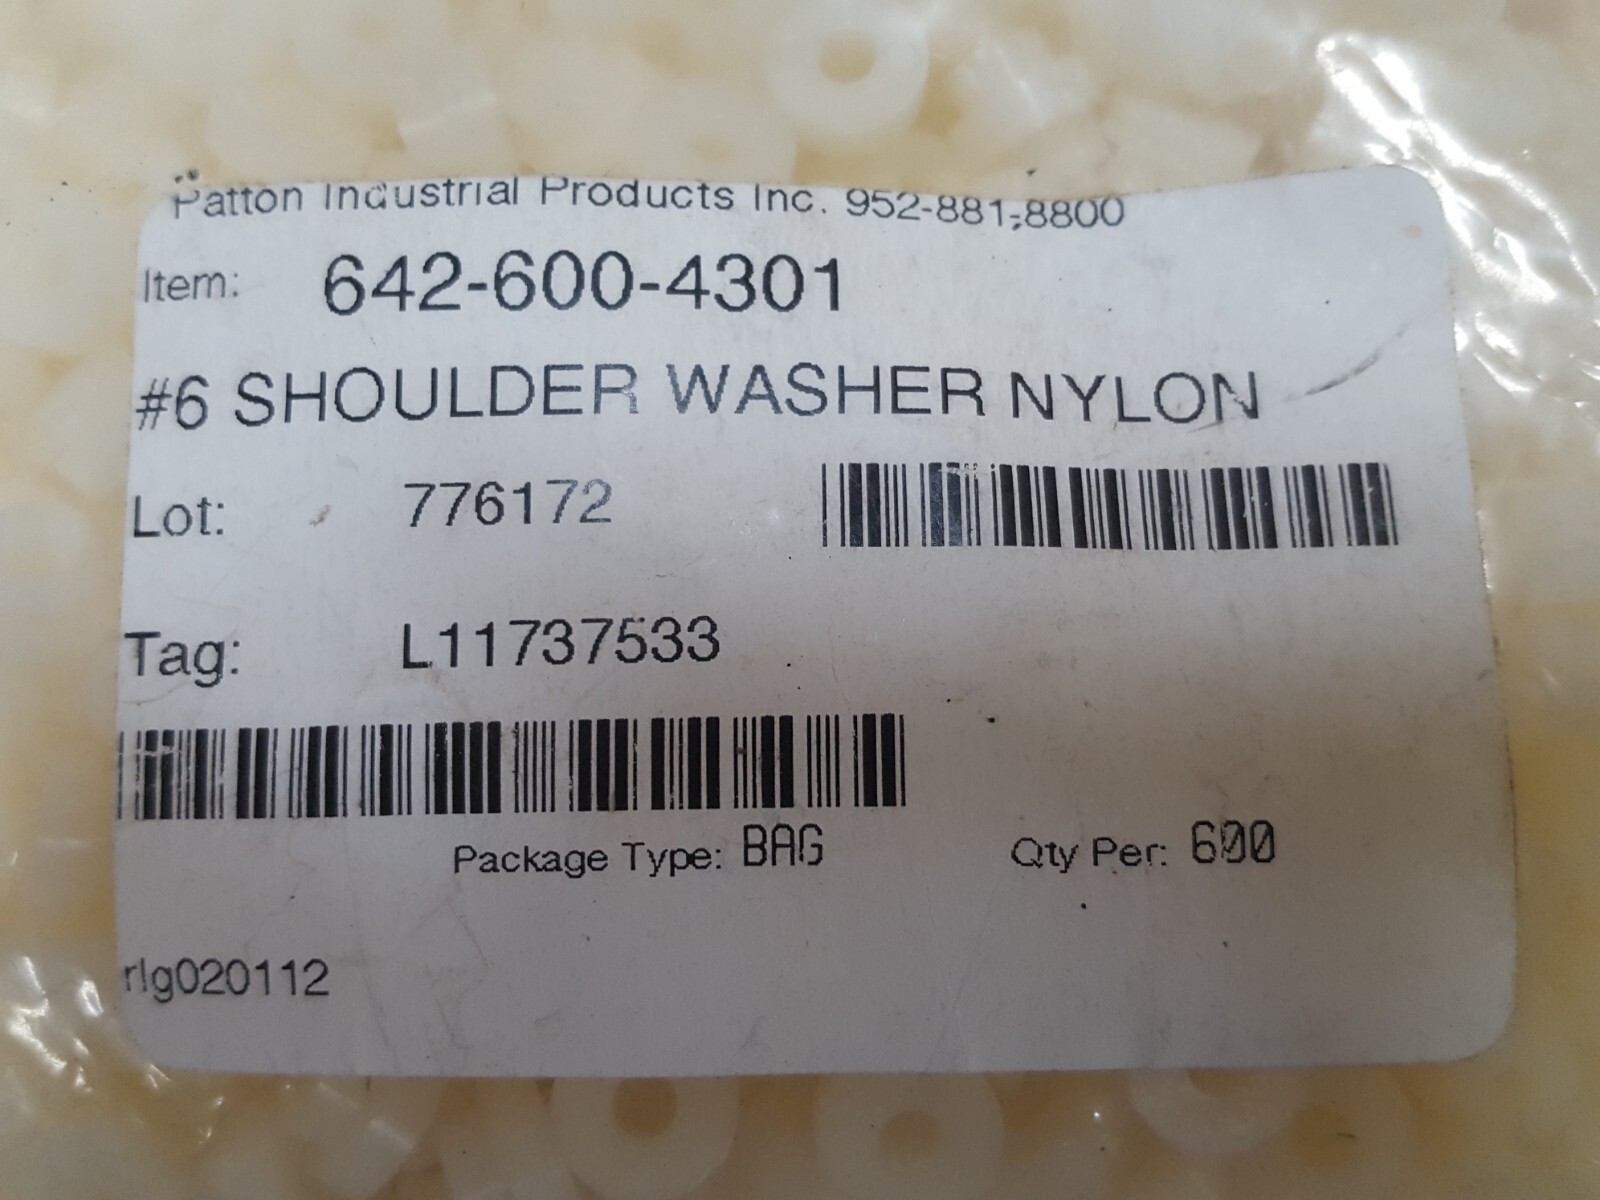 Patton Industrial Products Inc. 952-881-8800
Item: 642-600-4301
#6 SHOULDER WASHER NYLON
Lot: 776172
Tag: L11737533
Package Type: BAG Qty Per: 600
rlg020112